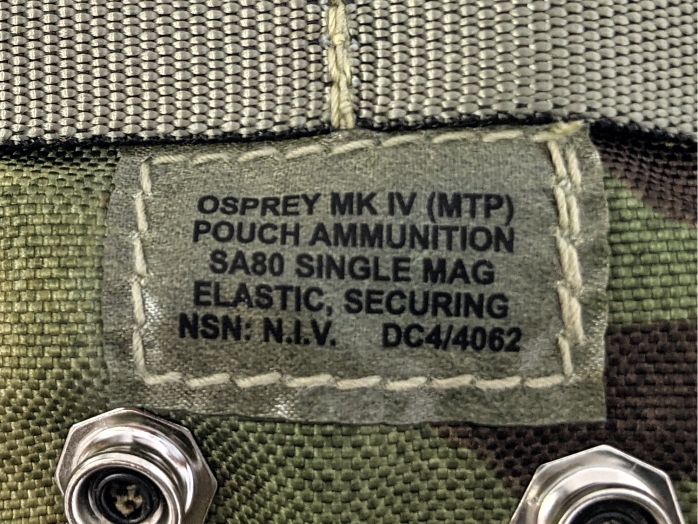 OSPREY MK IV (MTP)
POUCH AMMUNITION
SA80 SINGLE MAG
ELASTIC, SECURING
NSN: N.I.V. DC4/4062